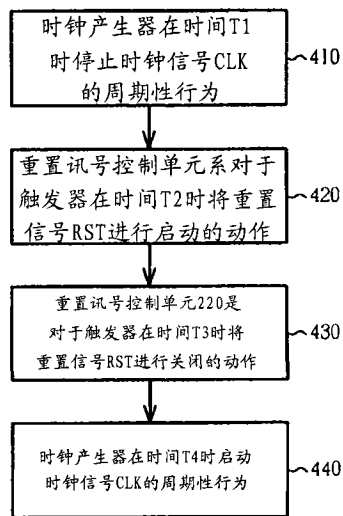 时钟产生器在时间T1
时停止时钟信号CLK
的周期性行为
410
重置讯号控制单元系对于
触发器在时间T2时将重置
信号RST进行启动的动作
420
重置讯号控制单元220是
对于触发器在时间T3时将
重置信号RST进行关闭的动作
430
时钟产生器在时间T4时启动
时钟信号CLK的周期性行为
440